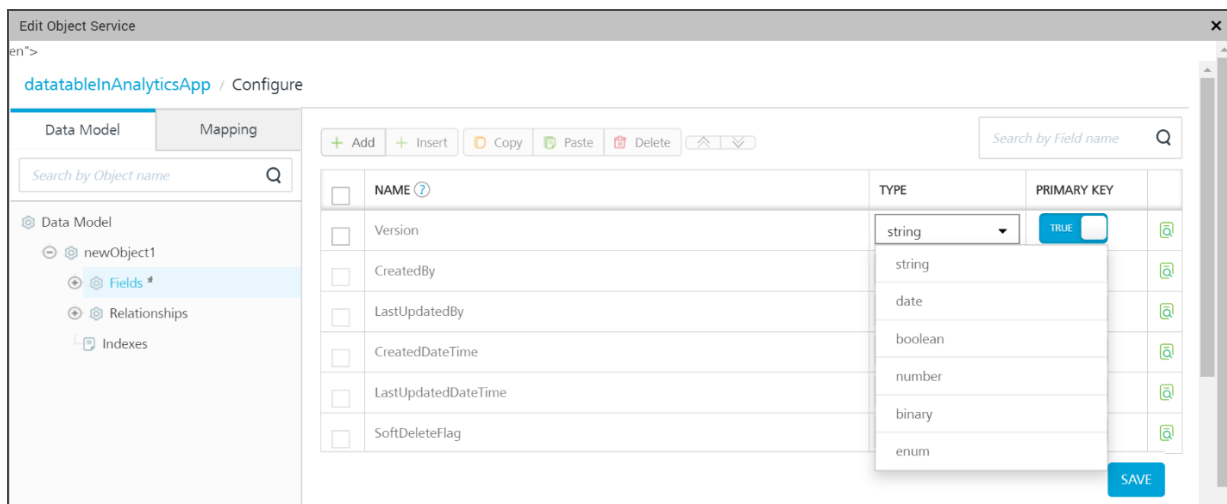 Edit Object Service
en">
datatableInAnalyticsApp / Configure
Data Model Mapping
Search by Object name
Data Model
newObject1
Fields
Relationships
Indexes
Add Insert Copy Paste Delete
Search by Field name
NAME ? TYPE PRIMARY KEY
Version string TRUE
CreatedBy
LastUpdatedBy
CreatedDateTime
LastUpdatedDateTime
SoftDeleteFlag
string
date
boolean
number
binary
enum
SAVE